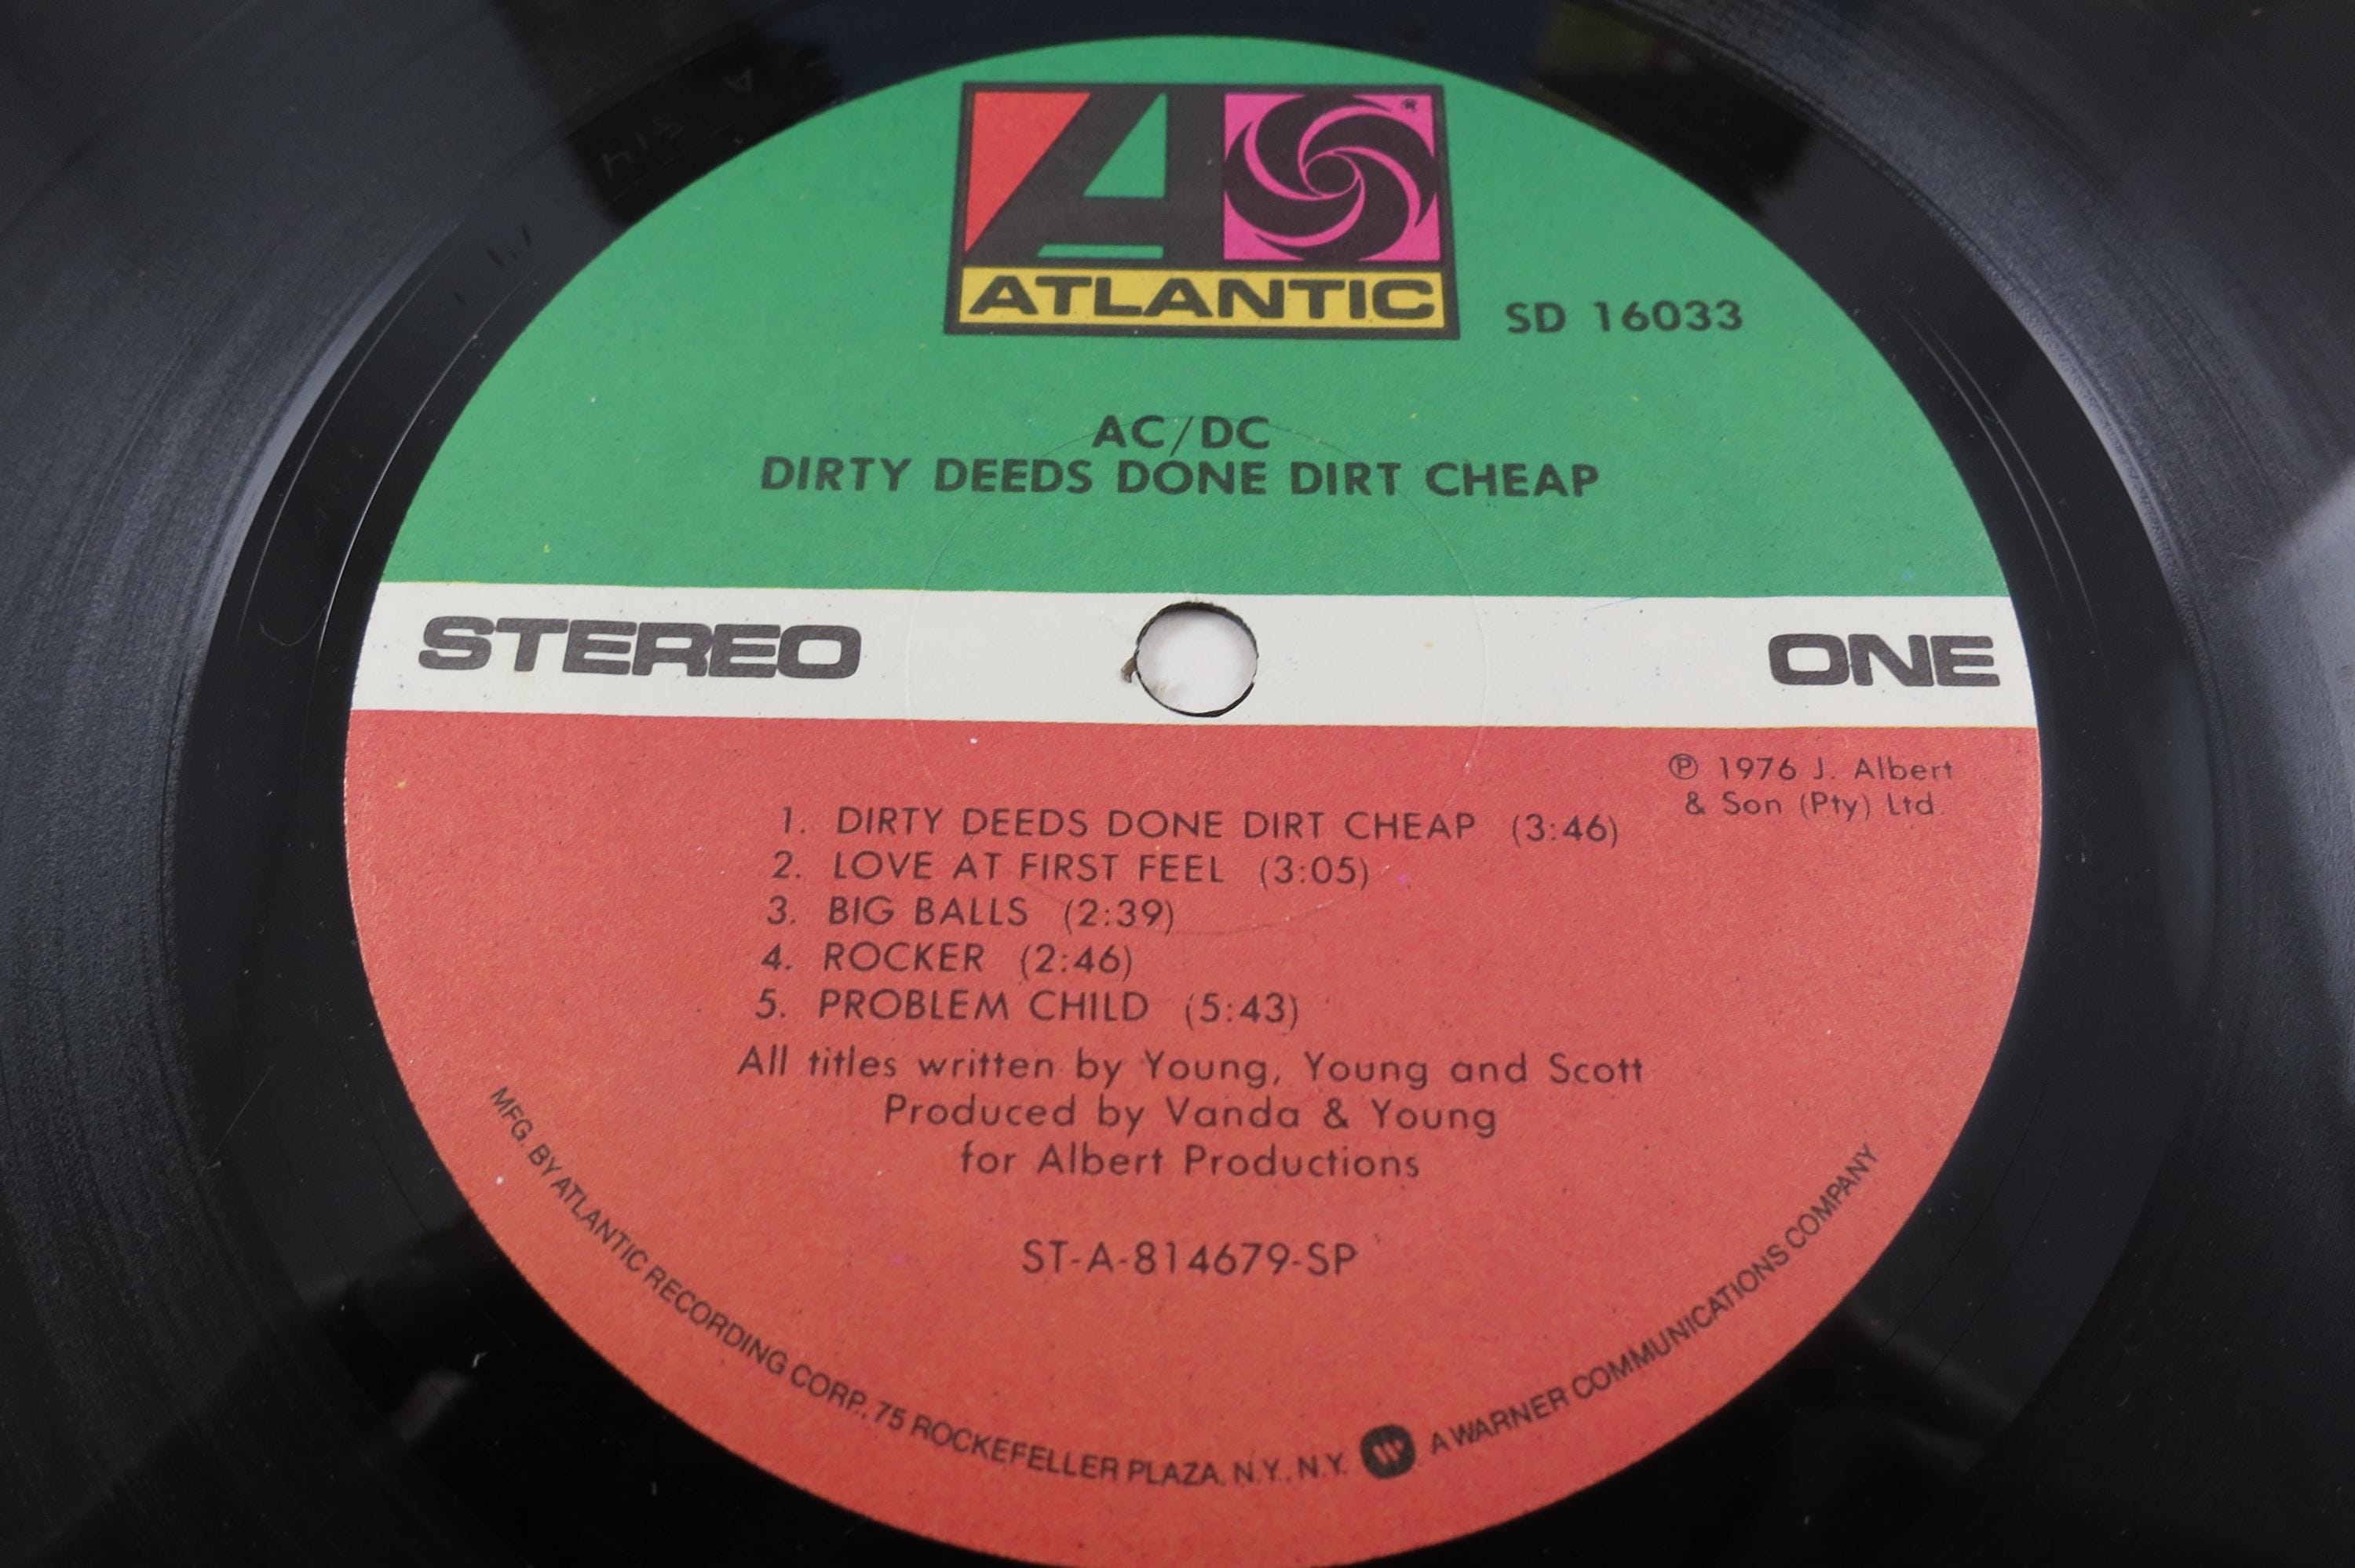 ATLANTIC
SD 16033
AC/DC
DIRTY DEEDS DONE DIRT CHEAP
STEREO
ONE
℗ 1976 J. Albert
& Son (Pty) Ltd.
1. DIRTY DEEDS DONE DIRT CHEAP (3:46)
2. LOVE AT FIRST FEEL (3:05)
3. BIG BALLS (2:39)
4. ROCKER (2:46)
5. PROBLEM CHILD (5:43)
All titles written by Young, Young and Scott
Produced by Vanda & Young
for Albert Productions
ST-A-814679-SP
MFG. BY ATLANTIC RECORDING CORP., 75 ROCKEFELLER PLAZA, N.Y., N.Y. A WARNER COMMUNICATIONS COMPANY